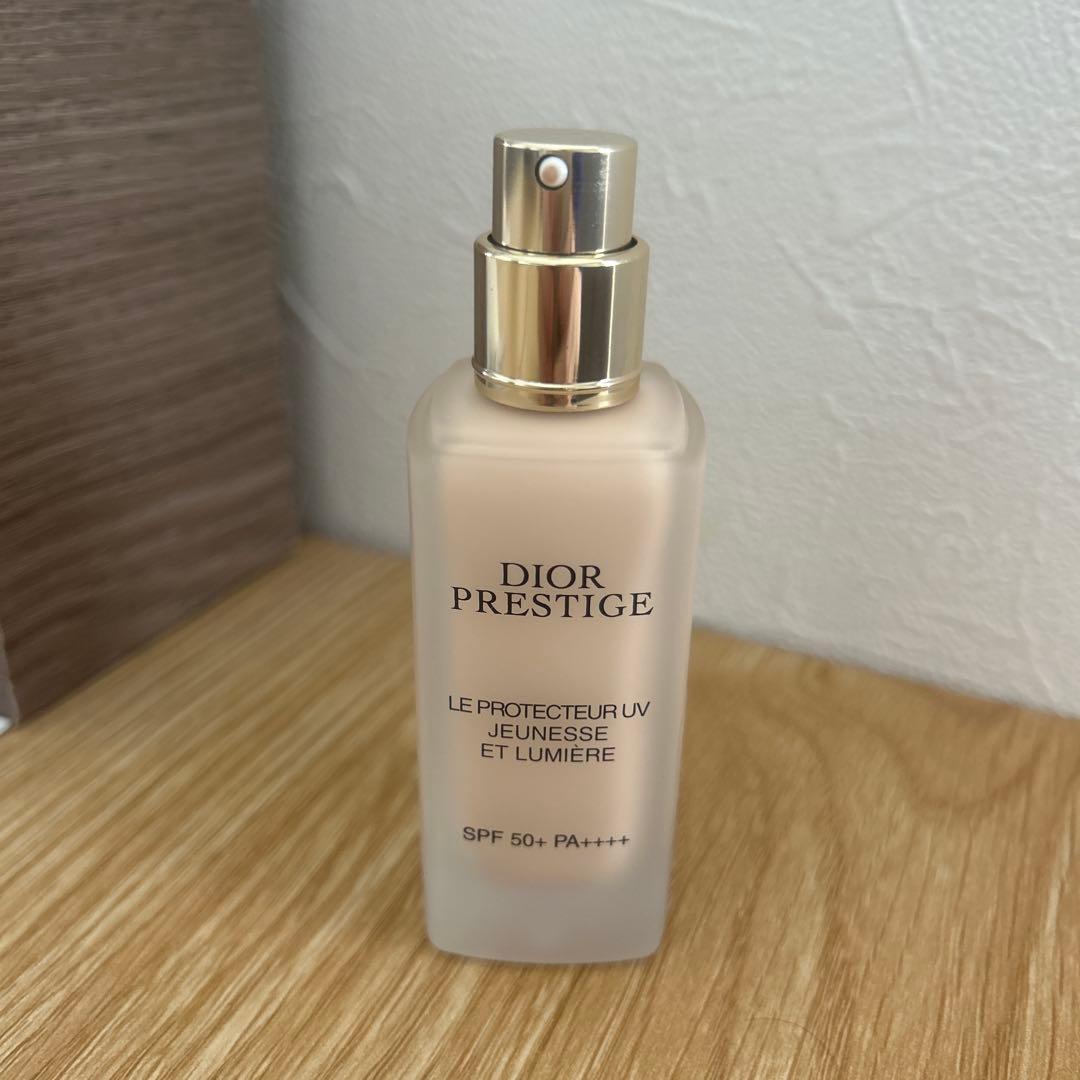 DIOR
PRESTIGE
LE PROTECTEUR UV
JEUNESSE
ET LUMIÈRE
SPF 50+ PA++++